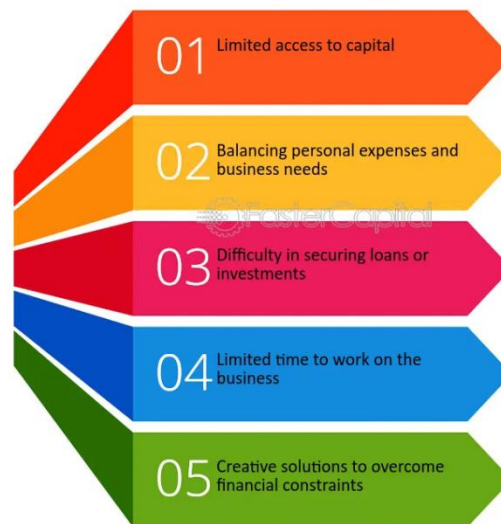 01 Limited access to capital
02 Balancing personal expenses and
business needs
FasterCapital
03 Difficulty in securing loans or
investments
04 Limited time to work on the
business
05 Creative solutions to overcome
financial constraints